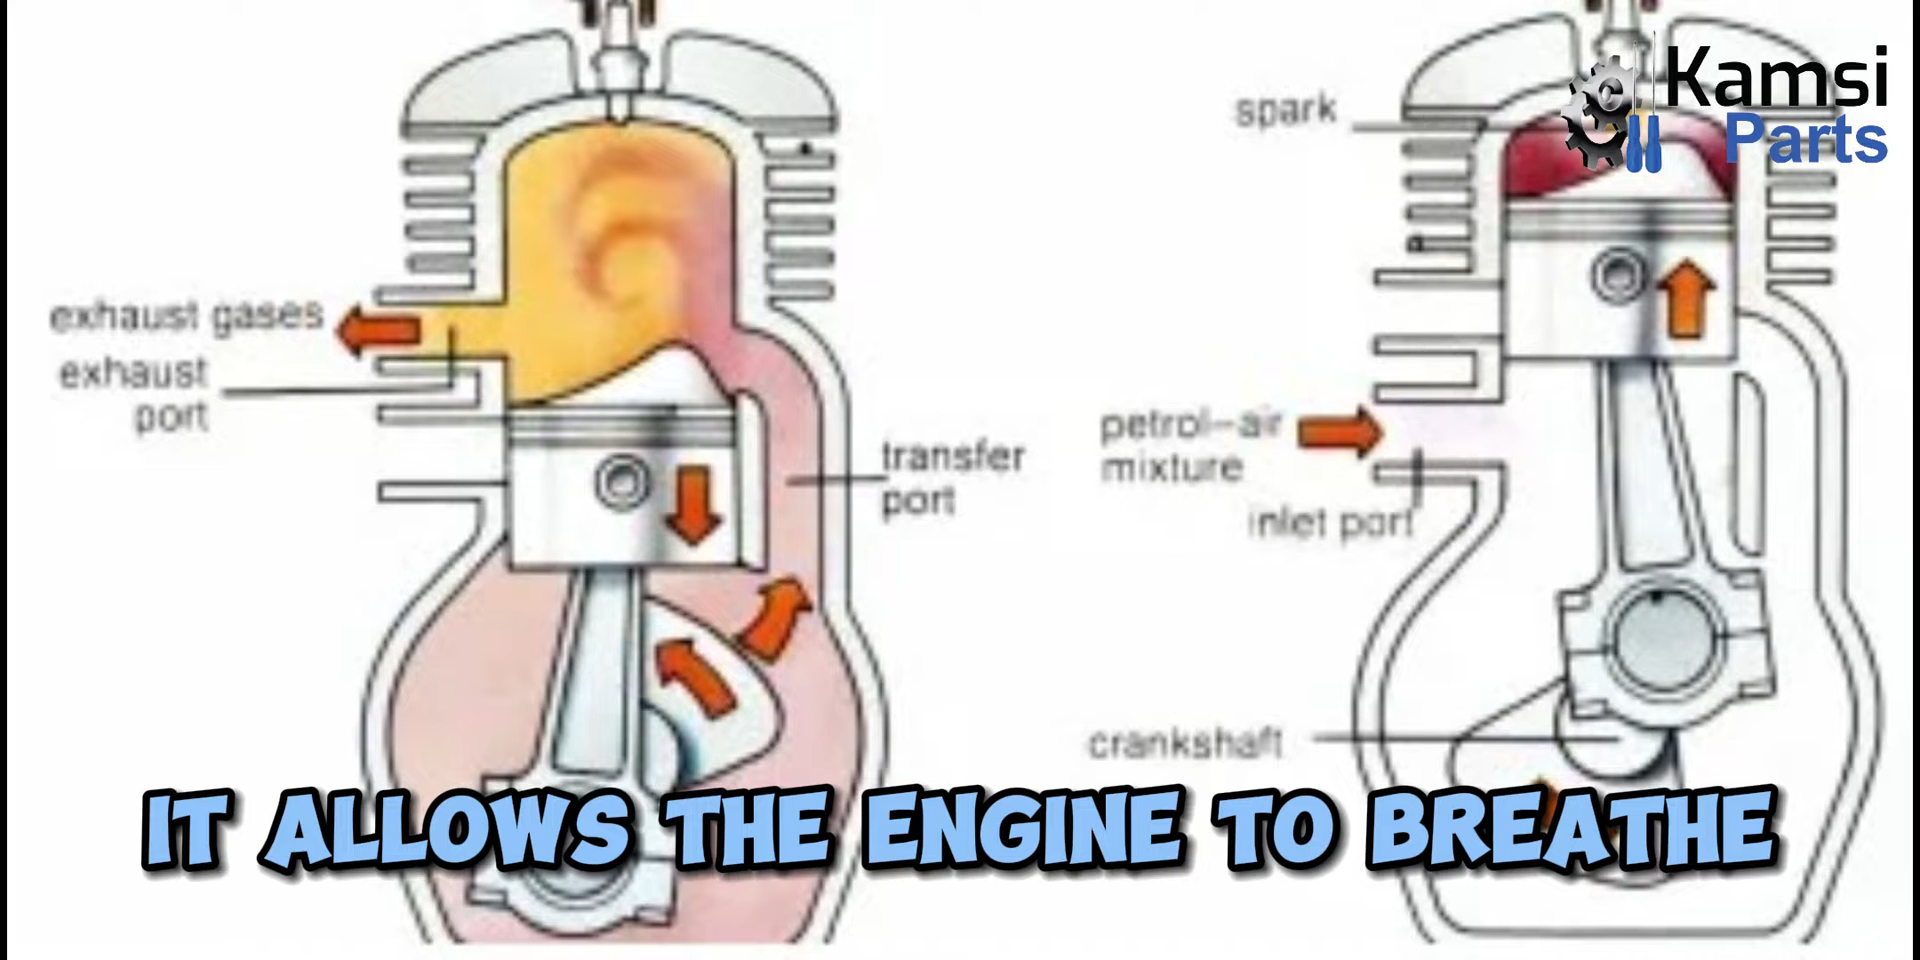 Kamsi
Parts
spark
exhaust gases
exhaust
port
transfer
port
petrol-air
mixture
inlet port
crankshaft
IT ALLOWS THE ENGINE TO BREATHE